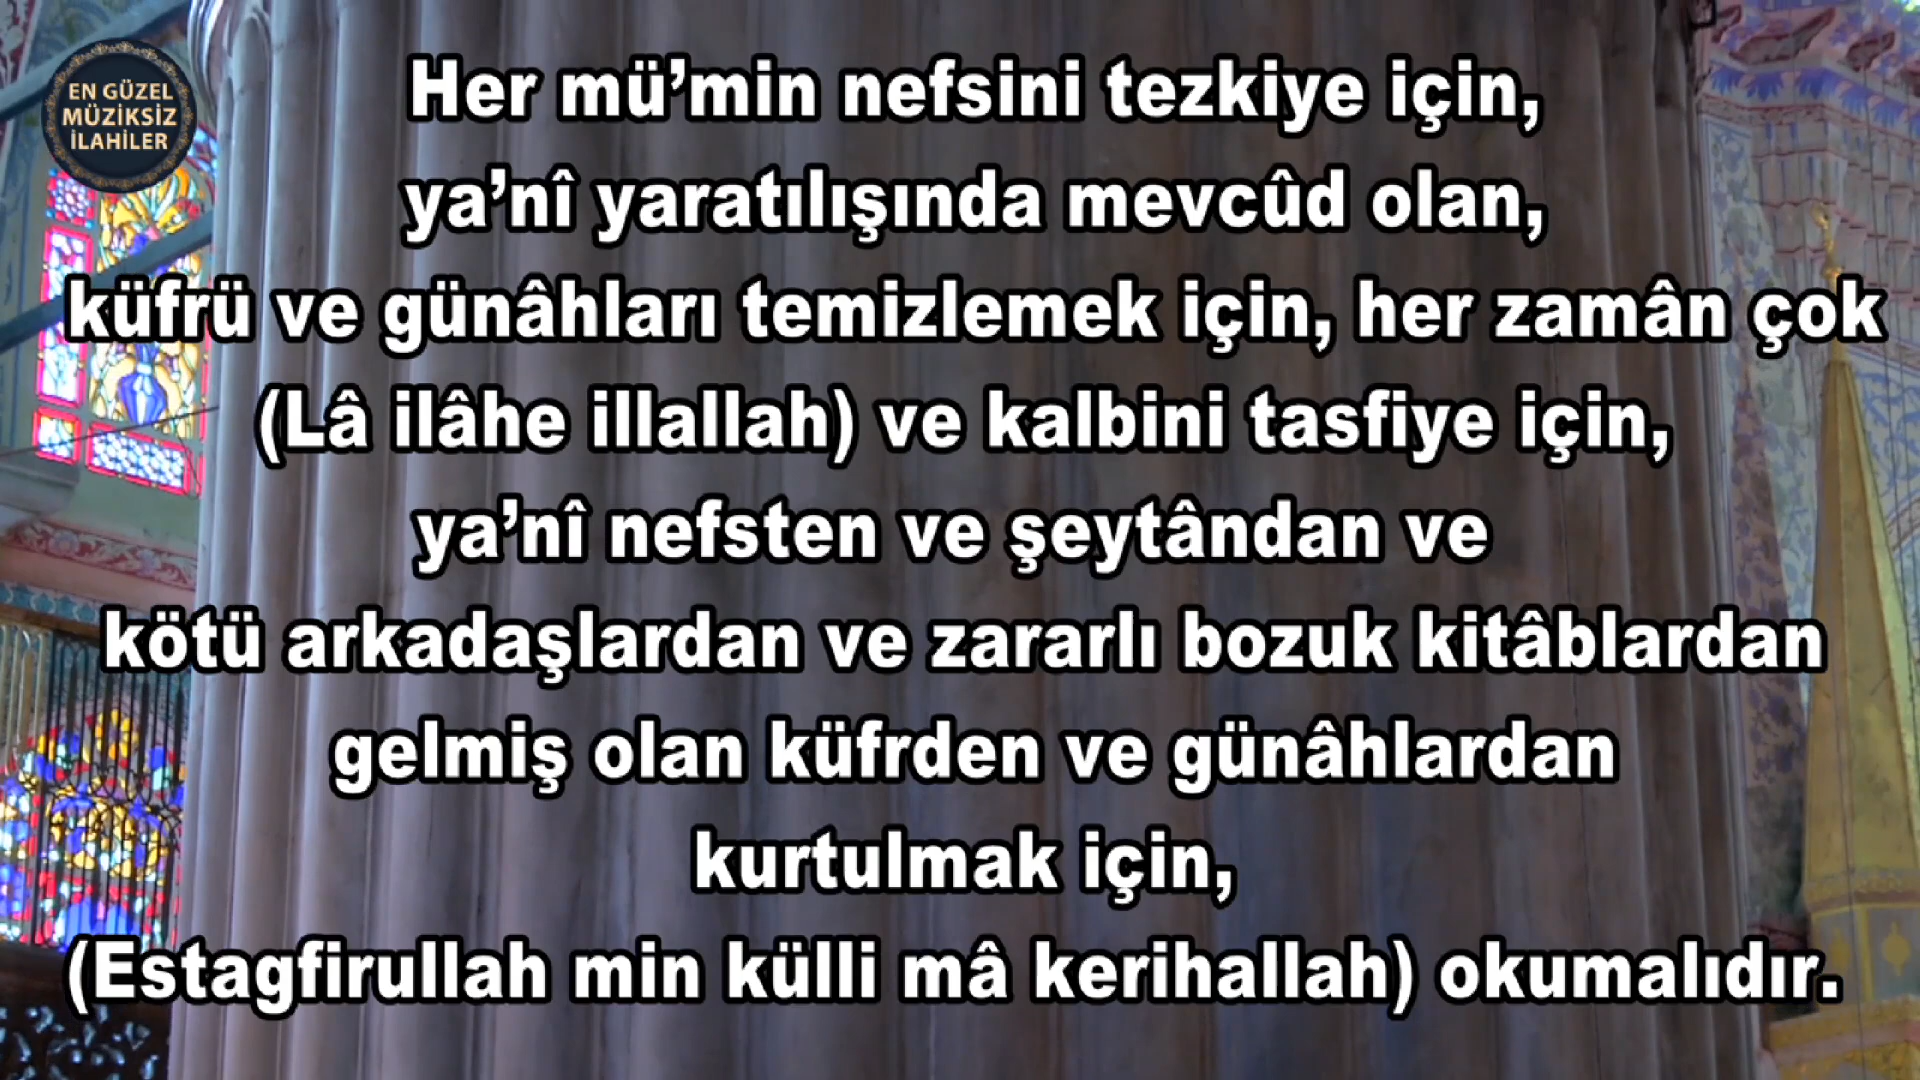 EN GÜZEL
MÜZİKSİZ
İLAHİLER
Her mü’min nefsini tezkiye için,
ya’nî yaratılışında mevcûd olan,
küfrü ve günâhları temizlemek için, her zamân çok
(Lâ ilâhe illallah) ve kalbini tasfiye için,
ya’nî nefsten ve şeytândan ve
kötü arkadaşlardan ve zararlı bozuk kitâblardan
gelmiş olan küfrden ve günâhlardan
kurtulmak için,
(Estagfirullah min külli mâ kerihallah) okumalıdır.